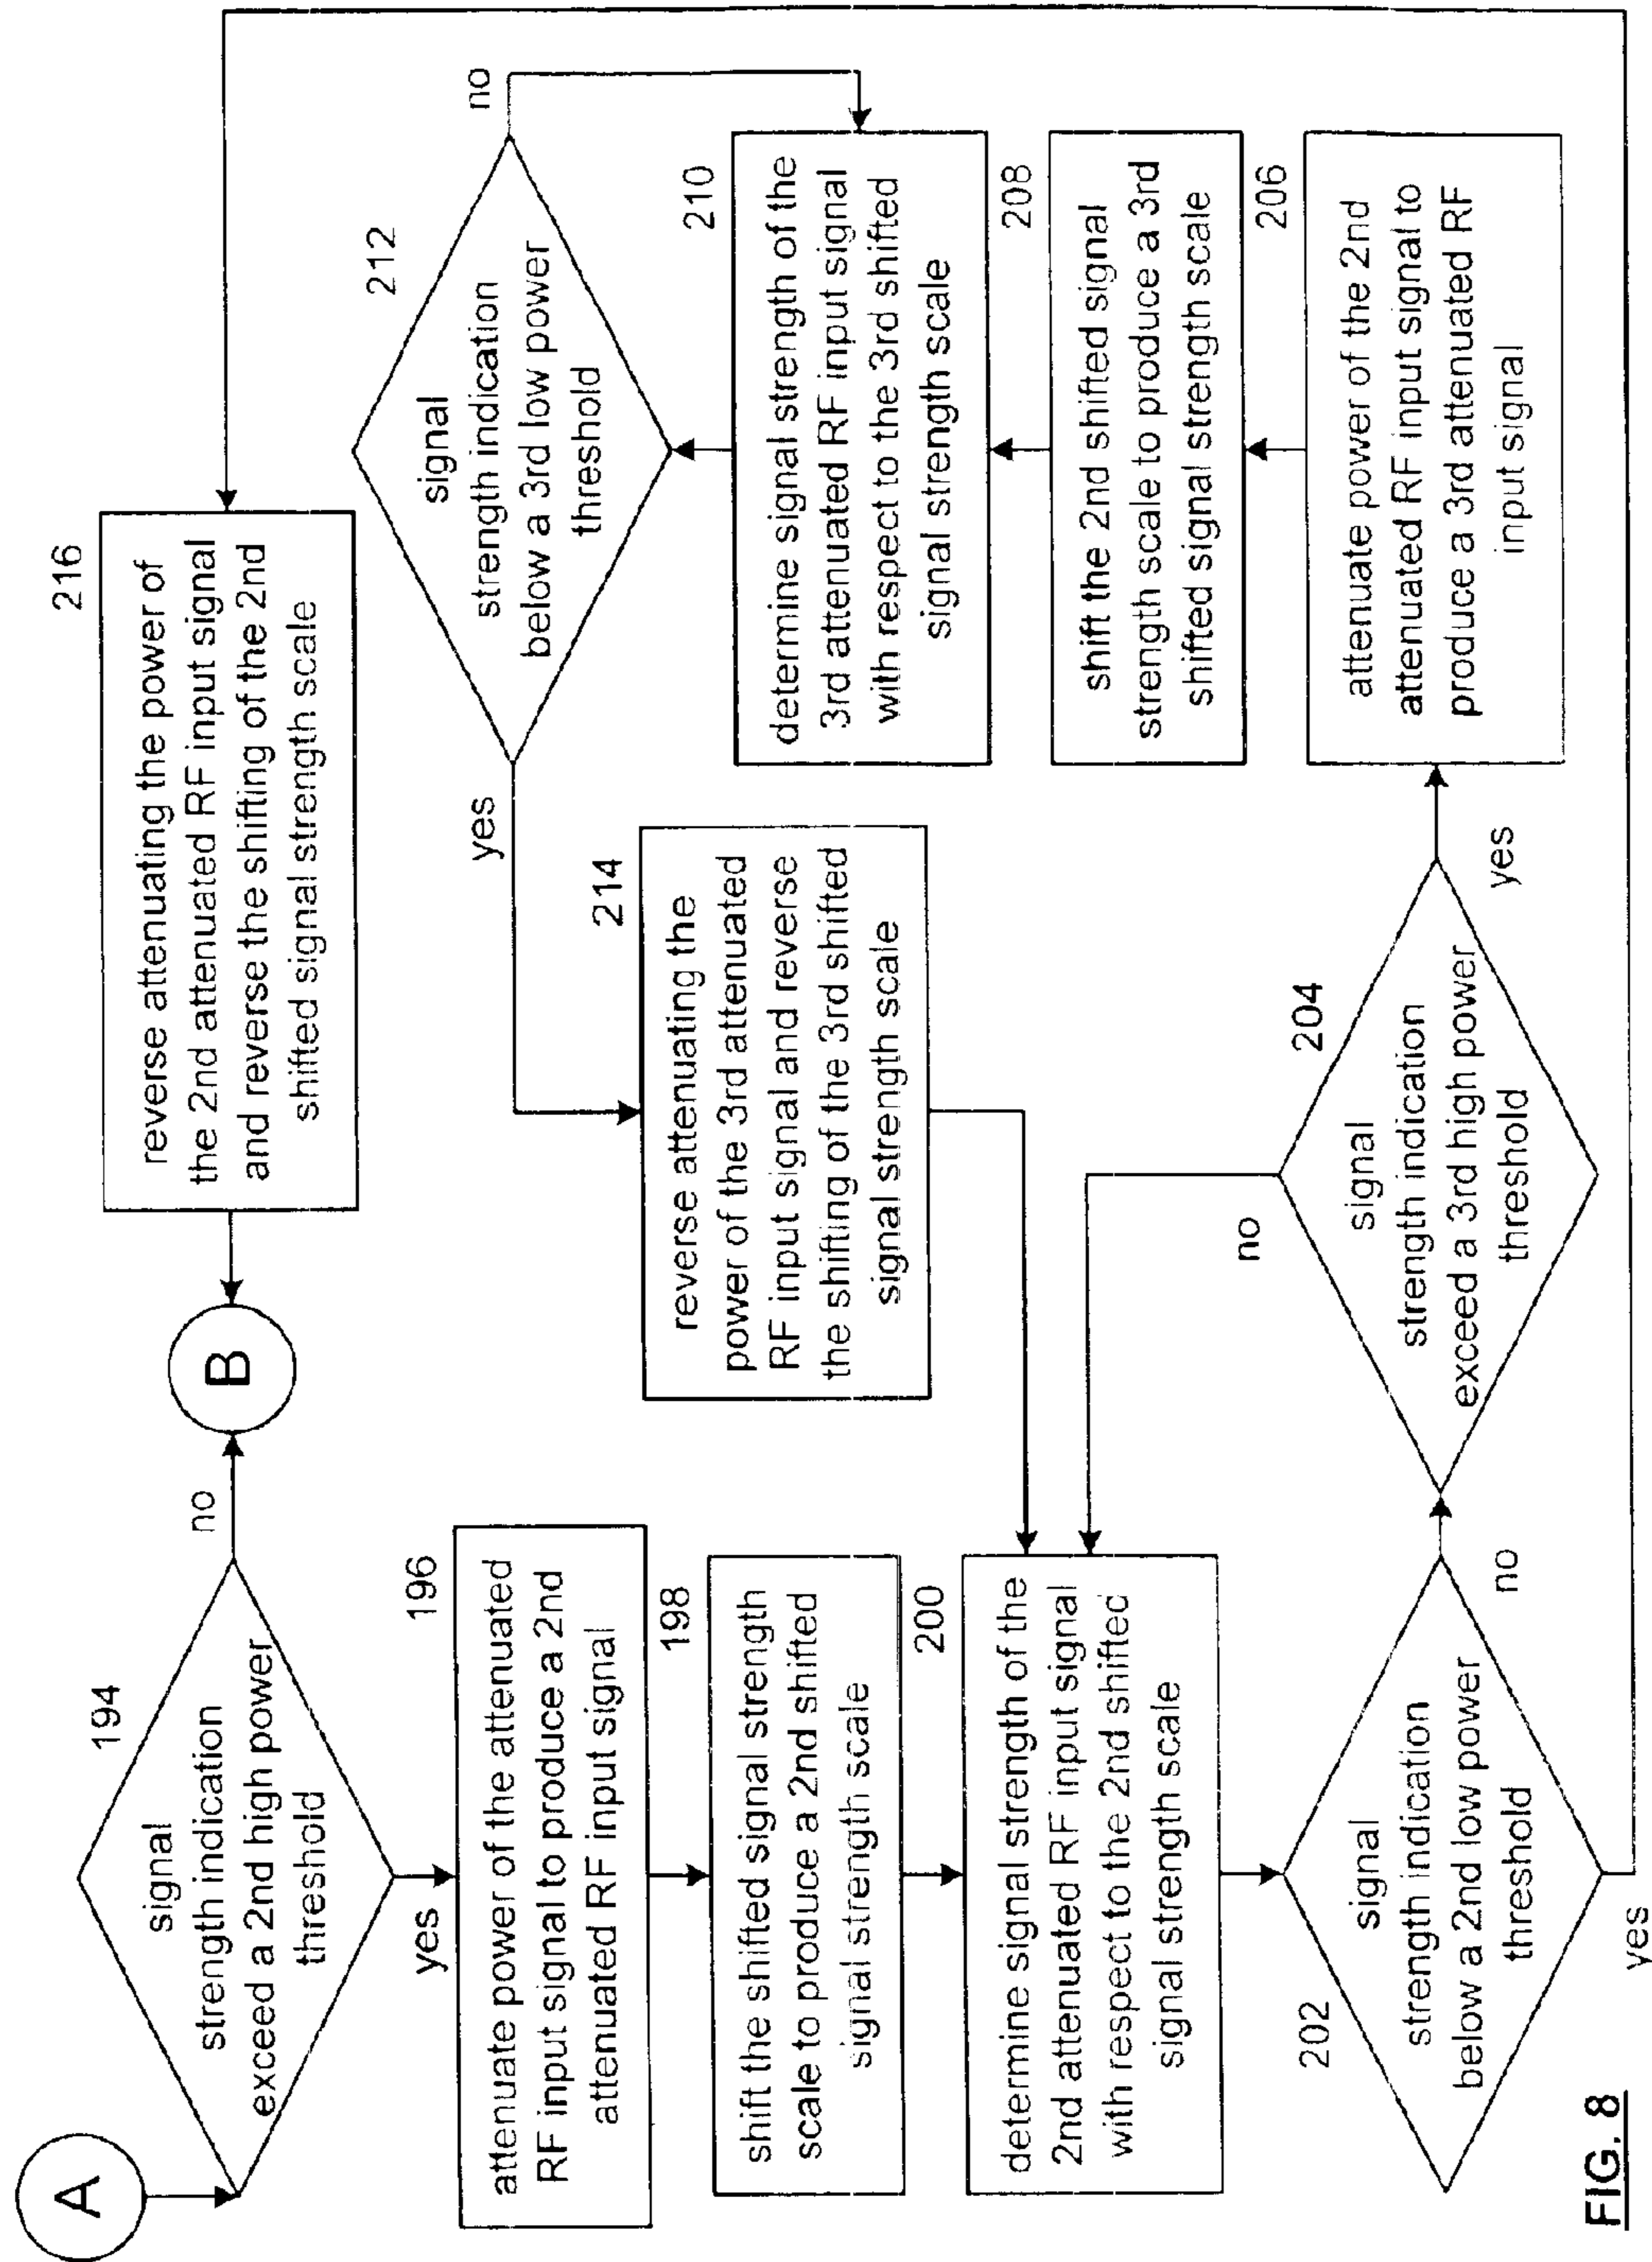 A
194
signal
strength indication
exceed a 2nd high power
threshold
no
B
yes
196
attenuate power of the attenuated
RF input signal to produce a 2nd
attenuated RF input signal
198
shift the shifted signal strength
scale to produce a 2nd shifted
signal strength scale
200
determine signal strength of the
2nd attenuated RF input signal
with respect to the 2nd shifted
signal strength scale
202
signal
strength indication
below a 2nd low power
threshold
no
yes
204
signal
strength indication
exceed a 3rd high power
threshold
no
yes
206
attenuate power of the 2nd
attenuated RF input signal to
produce a 3rd attenuated RF
input signal
208
shift the 2nd shifted signal
strength scale to produce a 3rd
shifted signal strength scale
210
determine signal strength of the
3rd attenuated RF input signal
with respect to the 3rd shifted
signal strength scale
212
signal
strength indication
below a 3rd low power
threshold
no
yes
214
reverse attenuating the
power of the 3rd attenuated
RF input signal and reverse
the shifting of the 3rd shifted
signal strength scale
216
reverse attenuating the power of
the 2nd attenuated RF input signal
and reverse the shifting of the 2nd
shifted signal strength scale
FIG. 8